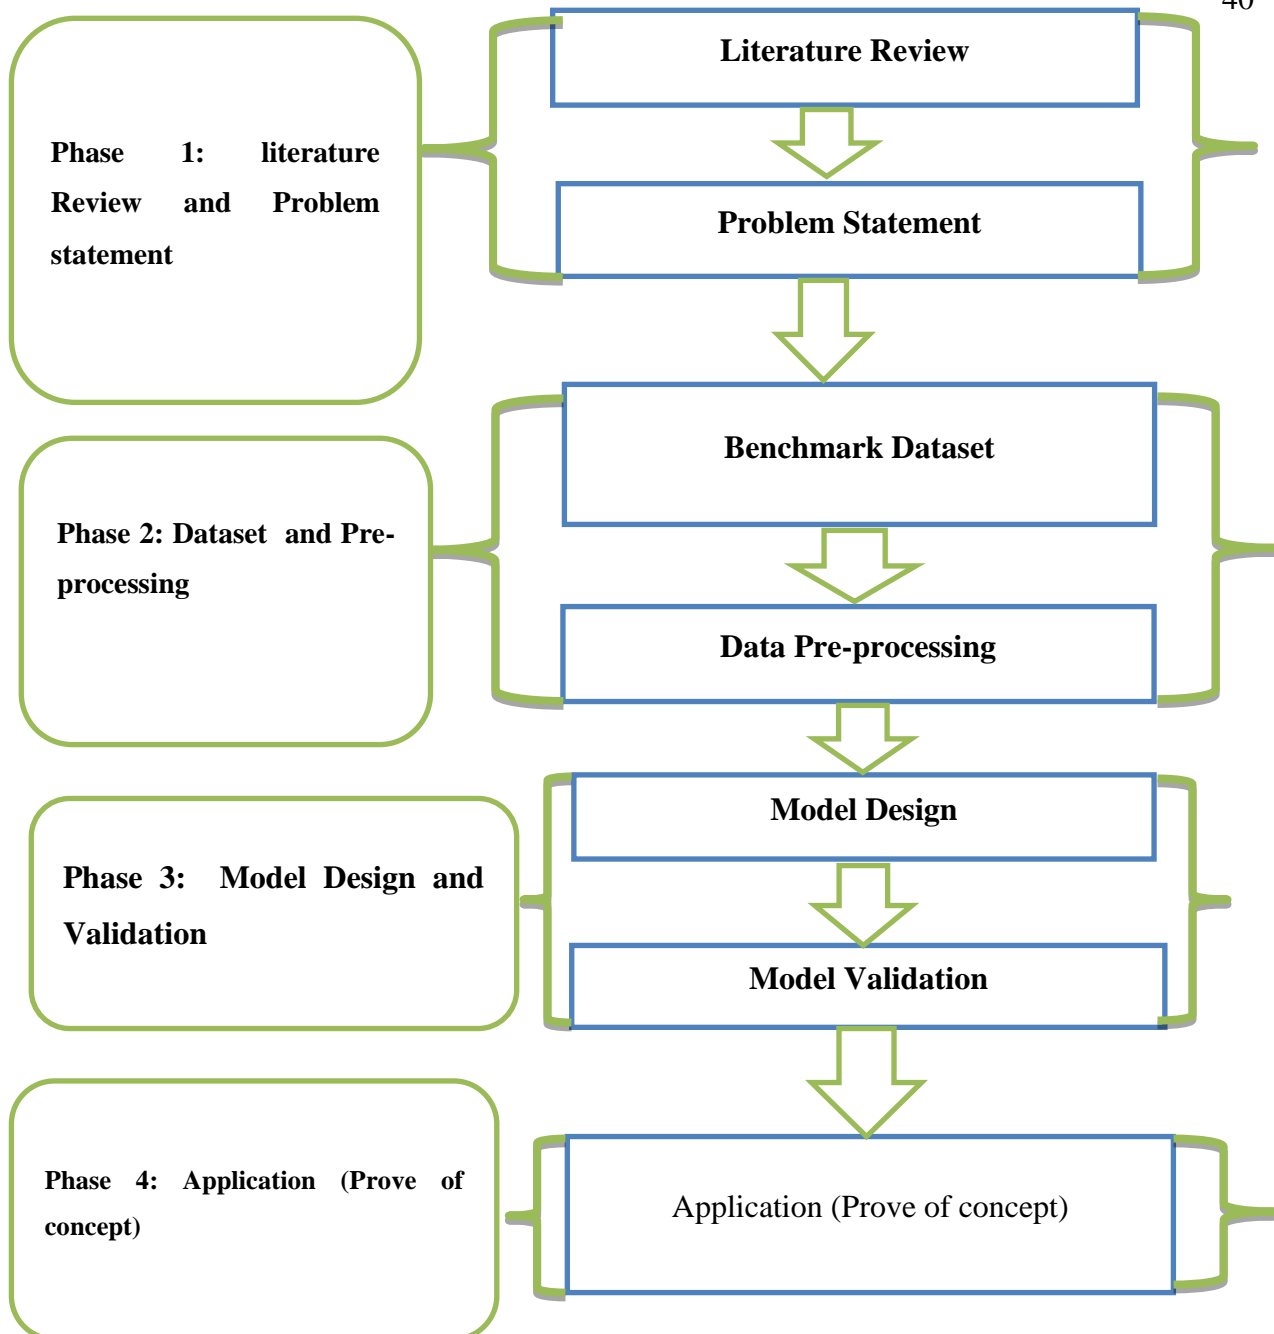 40
Literature Review
Phase 1: literature
Review and Problem
statement
Problem Statement
Benchmark Dataset
Phase 2: Dataset and Pre-
processing
Data Pre-processing
Model Design
Phase 3: Model Design and
Validation
Model Validation
Phase 4: Application (Prove of
concept)
Application (Prove of concept)